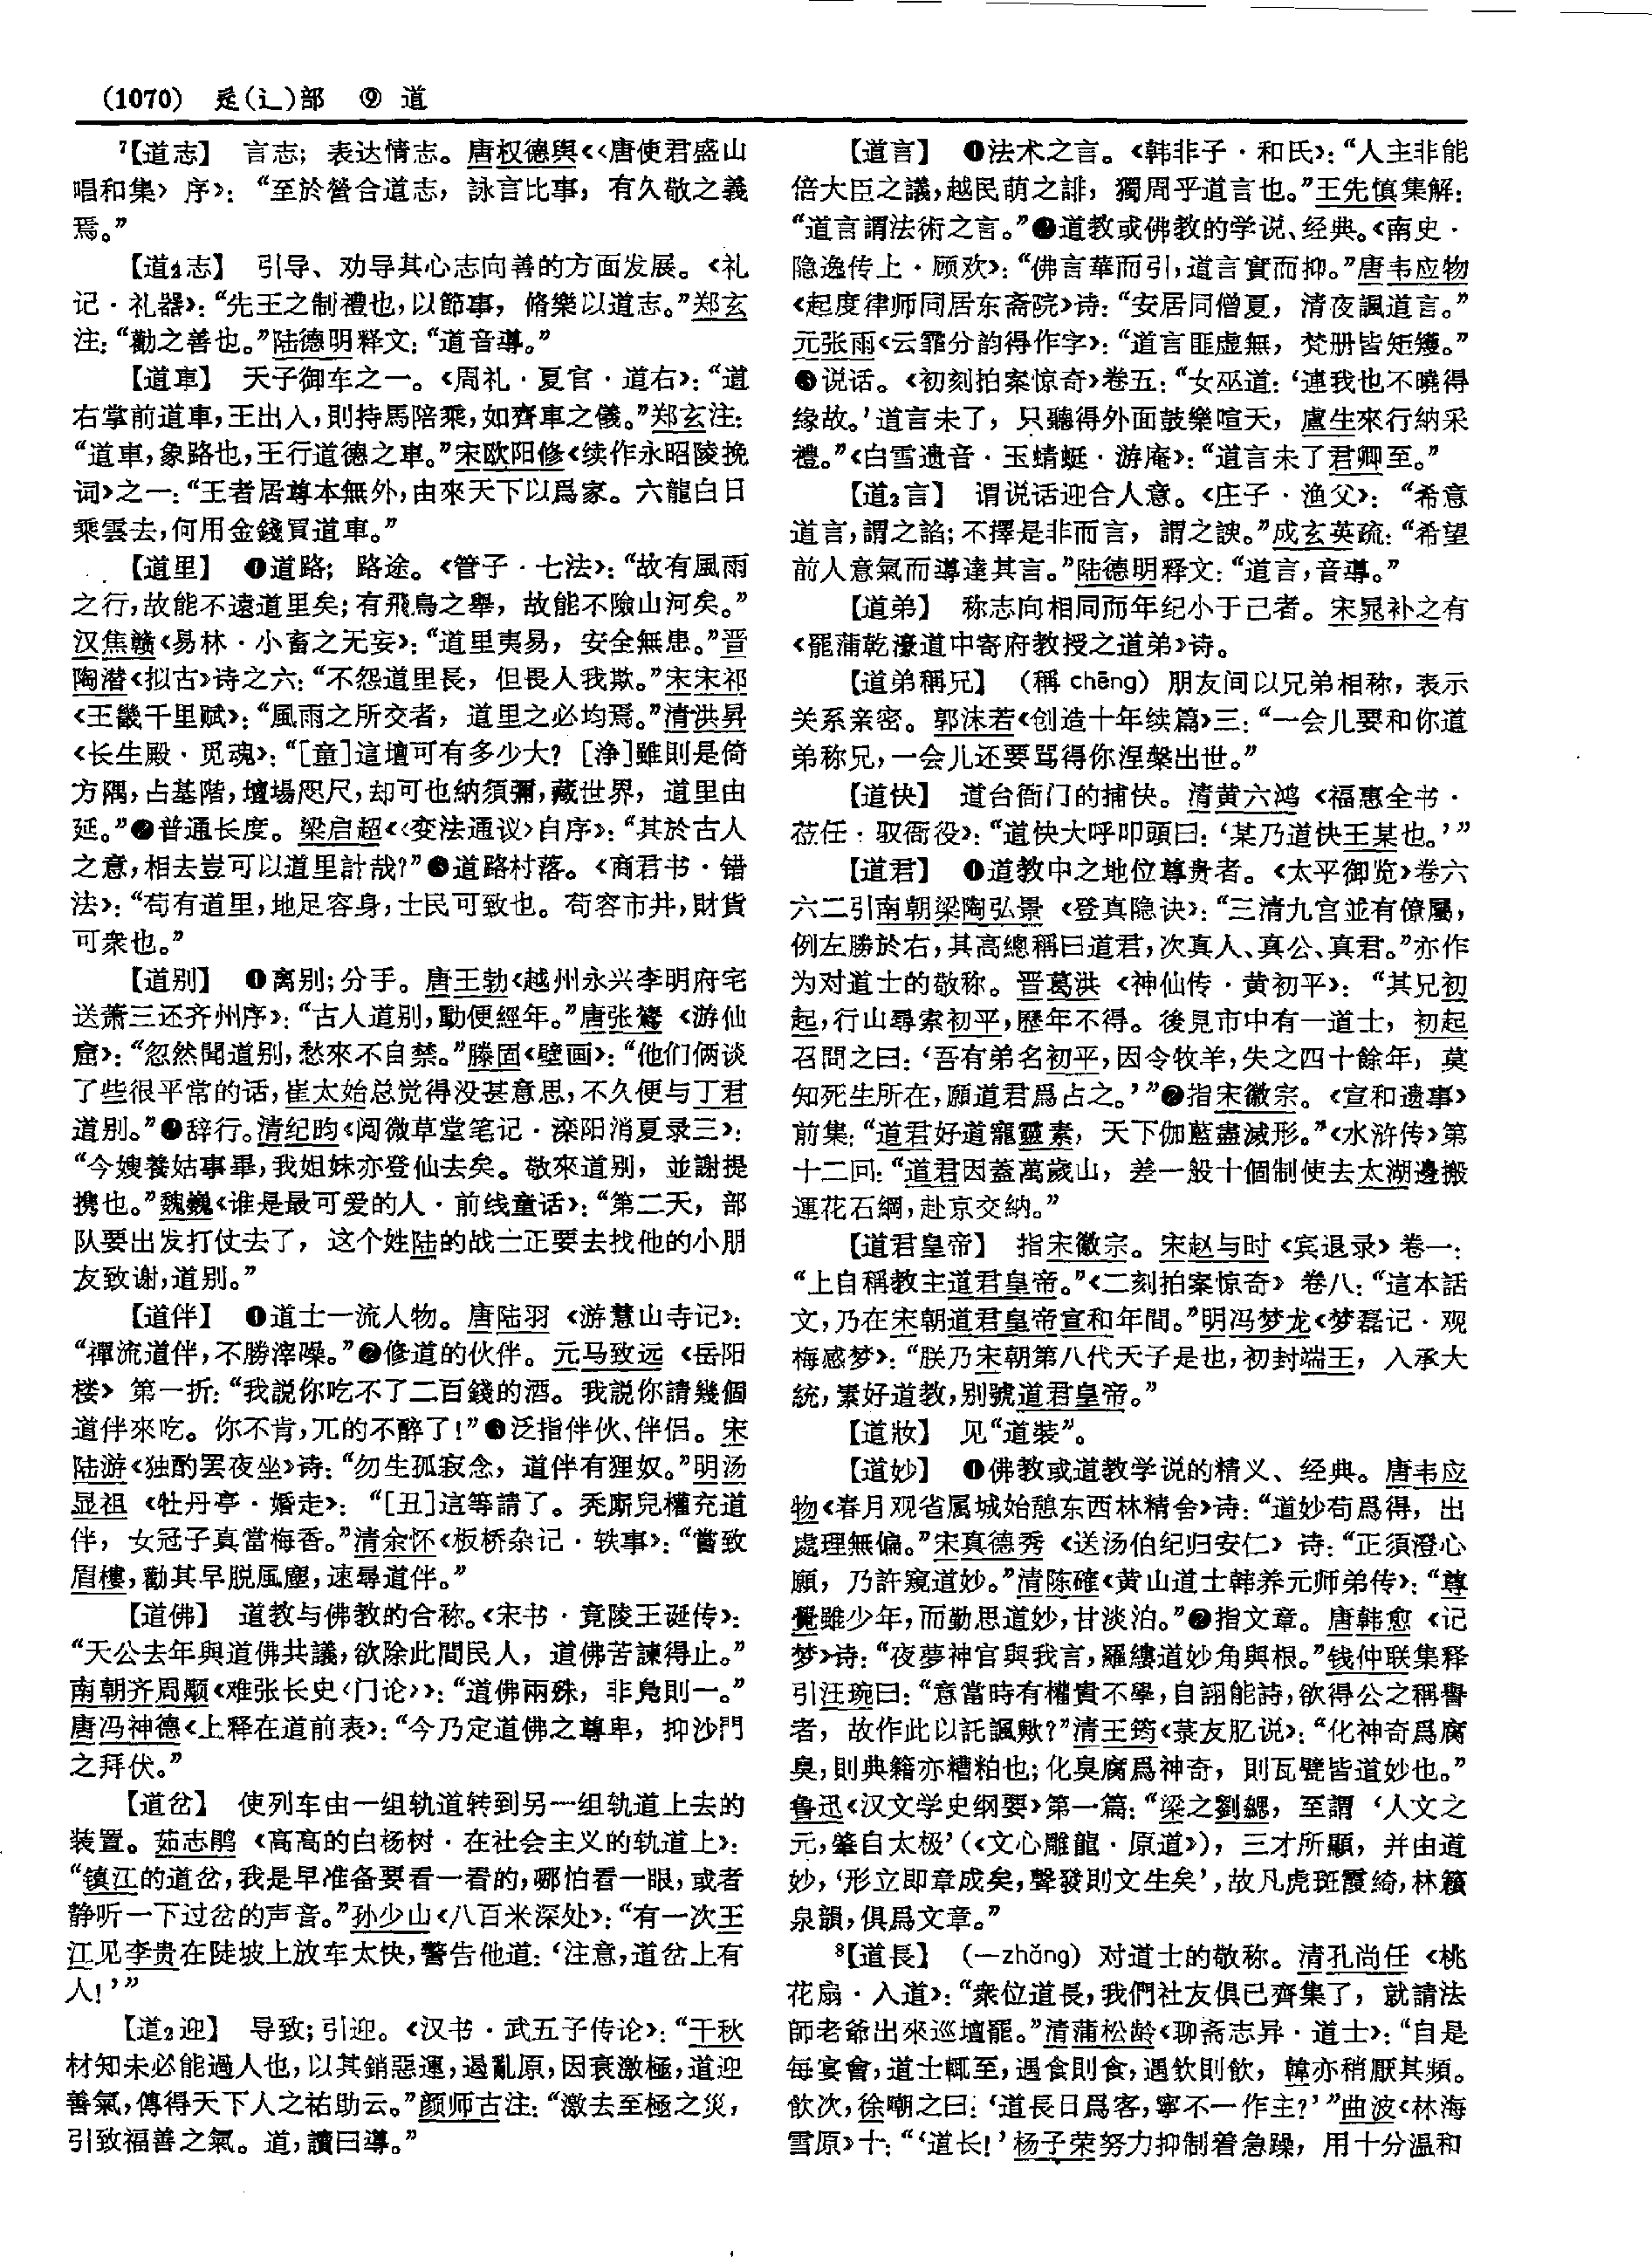 (1070) 辵(辶)部 ⑨ 道
⁷【道志】 言志；表达情志。唐权德舆《〈唐使君盛山
唱和集〉序》：“至於營合道志，詠言比事，有久敬之義
焉。”
【道₂志】 引导、劝导其心志向善的方面发展。《礼
记·礼器》：“先王之制禮也，以節事，脩樂以道志。”郑玄
注：“勸之善也。”陆德明释文：“道音導。”
【道車】 天子御车之一。《周礼·夏官·道右》：“道
右掌前道車，王出入，則持馬陪乘，如齊車之儀。”郑玄注：
“道車，象路也，王行道德之車。”宋欧阳修《续作永昭陵挽
词》之一：“王者居尊本無外，由來天下以爲家。六龍白日
乘雲去，何用金錢買道車。”
【道里】 ❶道路；路途。《管子·七法》：“故有風雨
之行，故能不遠道里矣；有飛鳥之舉，故能不險山河矣。”
汉焦赣《易林·小畜之无妄》：“道里夷易，安全無患。”晋
陶潜《拟古》诗之六：“不怨道里長，但畏人我欺。”宋宋祁
《王畿千里赋》：“風雨之所交者，道里之必均焉。”清洪昇
《长生殿·觅魂》：“［童］這壇可有多少大？［净］雖則是倚
方隅，占基階，壇場咫尺，却可也納須彌，藏世界，道里由
延。”❷普通长度。梁启超《〈变法通议〉自序》：“其於古人
之意，相去豈可以道里計哉？”❸道路村落。《商君书·错
法》：“苟有道里，地足容身，士民可致也。苟容市井，財貨
可衆也。”
【道别】 ❶离别；分手。唐王勃《越州永兴李明府宅
送萧三还齐州序》：“古人道别，動便經年。”唐张鷟《游仙
窟》：“忽然聞道别，愁來不自禁。”滕固《壁画》：“他们俩谈
了些很平常的话，崔太始总觉得没甚意思，不久便与丁君
道别。”❷辞行。清纪昀《阅微草堂笔记·滦阳消夏录三》：
“今嫂養姑事畢，我姐妹亦登仙去矣。敬來道别，並謝提
携也。”魏巍《谁是最可爱的人·前线童话》：“第二天，部
队要出发打仗去了，这个姓陆的战士正要去找他的小朋
友致谢，道别。”
【道伴】 ❶道士一流人物。唐陆羽《游慧山寺记》：
“禪流道伴，不勝滓噪。”❷修道的伙伴。元马致远《岳阳
楼》第一折：“我説你吃不了二百錢的酒。我説你請幾個
道伴來吃。你不肯，兀的不醉了！”❸泛指伴伙、伴侣。宋
陆游《独酌罢夜坐》诗：“勿生孤寂念，道伴有狸奴。”明汤
显祖《牡丹亭·婚走》：“［丑］這等請了。秃廝兒權充道
伴，女冠子真當梅香。”清余怀《板桥杂记·轶事》：“嘗致
眉樓，勸其早脱風塵，速尋道伴。”
【道佛】 道教与佛教的合称。《宋书·竟陵王诞传》：
“天公去年與道佛共議，欲除此間民人，道佛苦諫得止。”
南朝齐周颙《难张长史〈门论〉》：“道佛兩殊，非凫則一。”
唐冯神德《上释在道前表》：“今乃定道佛之尊卑，抑沙門
之拜伏。”
【道岔】 使列车由一组轨道转到另一组轨道上去的
装置。茹志鹃《高高的白杨树·在社会主义的轨道上》：
“镇江的道岔，我是早准备要看一看的，哪怕看一眼，或者
静听一下过岔的声音。”孙少山《八百米深处》：“有一次王
江见李贵在陡坡上放车太快，警告他道：‘注意，道岔上有
人！’”
【道₂迎】 导致；引迎。《汉书·武五子传论》：“千秋
材知未必能過人也，以其銷惡運，遏亂原，因衰激極，道迎
善氣，傳得天下人之祐助云。”颜师古注：“激去至極之災，
引致福善之氣。道，讀曰導。”
【道言】 ❶法术之言。《韩非子·和氏》：“人主非能
倍大臣之議，越民萌之誹，獨周乎道言也。”王先慎集解：
“道言謂法術之言。”❷道教或佛教的学说、经典。《南史·
隐逸传上·顾欢》：“佛言華而引，道言實而抑。”唐韦应物
《起度律师同居东斋院》诗：“安居同僧夏，清夜諷道言。”
元张雨《云霏分韵得作字》：“道言匪虚無，梵册皆矩矱。”
❸说话。《初刻拍案惊奇》卷五：“女巫道：‘連我也不曉得
缘故。’道言未了，只聽得外面鼓樂喧天，盧生來行納采
禮。”《白雪遗音·玉蜻蜓·游庵》：“道言未了君卿至。”
【道₂言】 谓说话迎合人意。《庄子·渔父》：“希意
道言，謂之諂；不擇是非而言，謂之諛。”成玄英疏：“希望
前人意氣而導達其言。”陆德明释文：“道言，音導。”
【道弟】 称志向相同而年纪小于己者。宋晁补之有
《罷蒲乾濠道中寄府教授之道弟》诗。
【道弟稱兄】 （稱 chēng）朋友间以兄弟相称，表示
关系亲密。郭沫若《创造十年续篇》三：“一会儿要和你道
弟称兄，一会儿还要骂得你涅槃出世。”
【道快】 道台衙门的捕快。清黄六鸿《福惠全书·
莅任·驭衙役》：“道快大呼叩頭曰：‘某乃道快王某也。’”
【道君】 ❶道教中之地位尊贵者。《太平御览》卷六
六二引南朝梁陶弘景《登真隐诀》：“三清九宫並有僚屬，
例左勝於右，其高總稱曰道君，次真人、真公、真君。”亦作
为对道士的敬称。晋葛洪《神仙传·黄初平》：“其兄初
起，行山尋索初平，歷年不得。後見市中有一道士，初起
召問之曰：‘吾有弟名初平，因令牧羊，失之四十餘年，莫
知死生所在，願道君爲占之。’”❷指宋徽宗。《宣和遗事》
前集：“道君好道寵靈素，天下伽藍盡滅形。”《水浒传》第
十二回：“道君因蓋萬歲山，差一般十個制使去太湖邊搬
運花石綱，赴京交納。”
【道君皇帝】 指宋徽宗。宋赵与时《宾退录》卷一：
“上自稱教主道君皇帝。”《二刻拍案惊奇》卷八：“這本話
文，乃在宋朝道君皇帝宣和年間。”明冯梦龙《梦磊记·观
梅感梦》：“朕乃宋朝第八代天子是也，初封端王，入承大
統，素好道教，别號道君皇帝。”
【道妝】 见“道装”。
【道妙】 ❶佛教或道教学说的精义、经典。唐韦应
物《春月观省属城始憩东西林精舍》诗：“道妙苟爲得，出
處理無偏。”宋真德秀《送汤伯纪归安仁》诗：“正須澄心
願，乃許窺道妙。”清陈確《黄山道士韩养元师弟传》：“尊
覺雖少年，而勤思道妙，甘淡泊。”❷指文章。唐韩愈《记
梦》诗：“夜夢神官與我言，羅縷道妙角與根。”钱仲联集释
引汪琬曰：“意當時有權貴不學，自詡能詩，欲得公之稱譽
者，故作此以託諷歟？”清王筠《菉友肊说》：“化神奇爲腐
臭，則典籍亦糟粕也；化臭腐爲神奇，則瓦甓皆道妙也。”
鲁迅《汉文学史纲要》第一篇：“梁之劉勰，至謂‘人文之
元，肇自太极’（《文心雕龍·原道》），三才所顯，并由道
妙，‘形立即章成矣，聲發則文生矣’，故凡虎斑霞綺，林籟
泉韻，俱爲文章。”
⁸【道長】 （—zhǎng）对道士的敬称。清孔尚任《桃
花扇·入道》：“衆位道長，我們社友俱已齊集了，就請法
師老爺出來巡壇罷。”清蒲松龄《聊斋志异·道士》：“自是
每宴會，道士輒至，遇食則食，遇飲則飲，韓亦稍厭其頻。
飲次，徐嘲之曰：‘道長日爲客，寧不一作主？’”曲波《林海
雪原》十：“‘道长！’杨子荣努力抑制着急躁，用十分温和